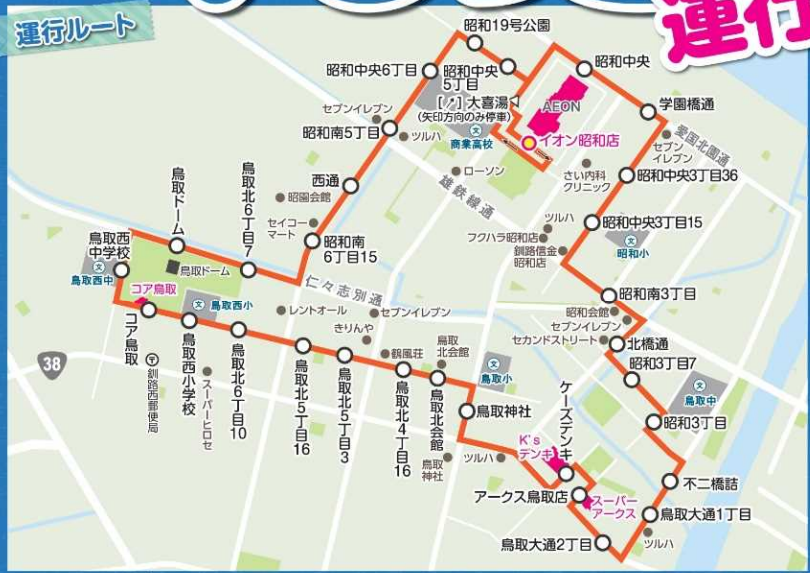 運行ルート
運行
昭和19号公園
昭和中央6丁目
昭和中央
5丁目
[↗]大喜湯
(矢印方向のみ停車)
AEON
昭和中央
学園橋通
イオン昭和店
セブンイレブン
ツルハ
昭和南5丁目
商業高校
ローソン
雄鉄線通
さい内科
クリニック
セブン
イレブン
愛国北園通
昭和中央3丁目36
西通
昭園会館
セイコー
マート
昭和南
6丁目15
ツルハ
フクハラ昭和店
釧路信金
昭和店
昭和中央3丁目15
昭和小
鳥取ドーム
鳥取北6丁目7
鳥取西
中学校
鳥取西中
鳥取ドーム
コア鳥取
鳥取西小
仁々志別通
昭和南3丁目
昭和会館
セブンイレブン
セカンドストリート
北橋通
昭和3丁目7
鳥取中
昭和3丁目
レントオール
セブンイレブン
きりんや
鶴風荘
鳥取
北会館
鳥取小
38
コア鳥取
釧路西郵便局
鳥取西小学校
スーパーヒロセ
鳥取北6丁目10
鳥取北5丁目16
鳥取北5丁目3
鳥取北4丁目16
鳥取北会館
鳥取神社
鳥取
神社
ツルハ
K's
デンキ
ケーズデンキ
アークス鳥取店
スーパー
アークス
不二橋詰
鳥取大通1丁目
ツルハ
鳥取大通2丁目